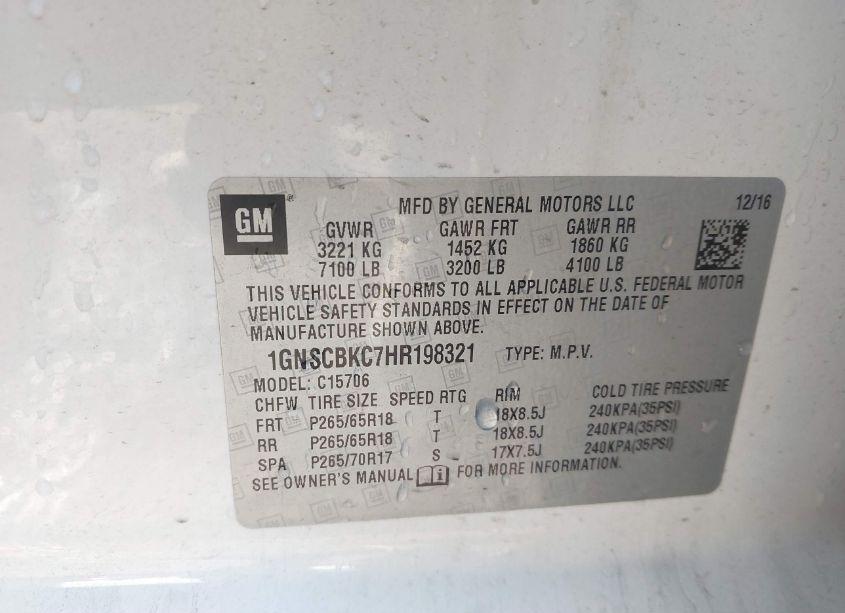 GM
MFD BY GENERAL MOTORS LLC 12/16
GVWR GAWR FRT GAWR RR
3221 KG 1452 KG 1860 KG
7100 LB 3200 LB 4100 LB
THIS VEHICLE CONFORMS TO ALL APPLICABLE U.S. FEDERAL MOTOR
VEHICLE SAFETY STANDARDS IN EFFECT ON THE DATE OF
MANUFACTURE SHOWN ABOVE.
1GNSCBKC7HR198321 TYPE: M.P.V.
MODEL: C15706
CHFW TIRE SIZE SPEED RTG RIM COLD TIRE PRESSURE
FRT P265/65R18 T 18X8.5J 240KPA(35PSI)
RR P265/65R18 T 18X8.5J 240KPA(35PSI)
SPA P265/70R17 S 17X7.5J 240KPA(35PSI)
SEE OWNER'S MANUAL FOR MORE INFORMATION.